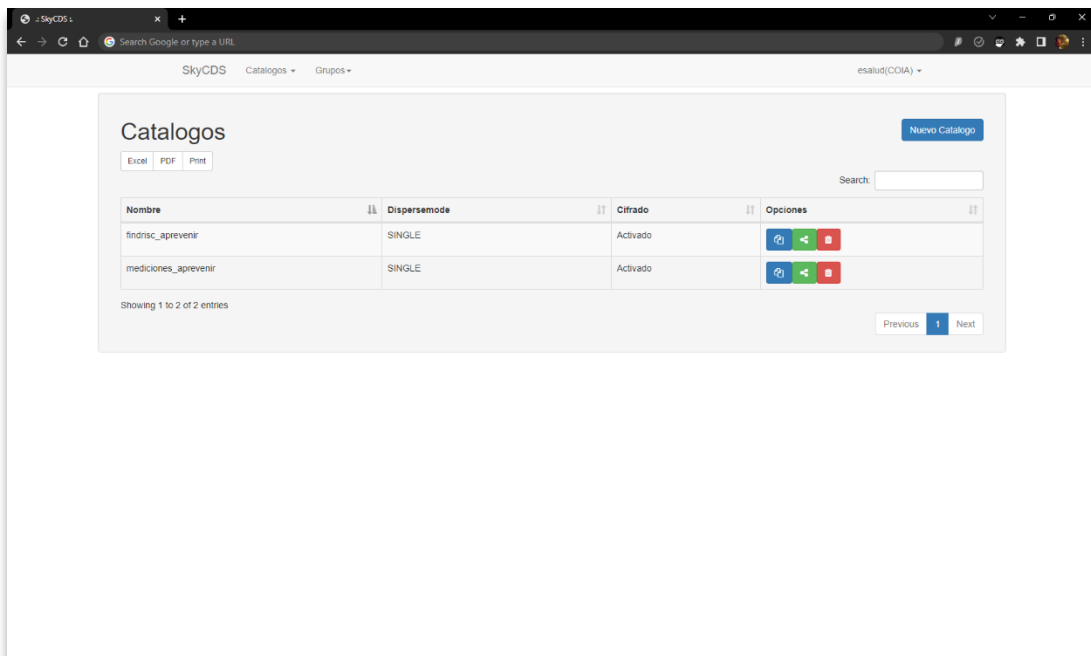 .: SkyCDS :.
Search Google or type a URL
SkyCDS Catalogos Grupos esalud(COIA)
Catalogos
Nuevo Catalogo
Excel PDF Print
Search:
Nombre Dispersemode Cifrado Opciones
findrisc_aprevenir SINGLE Activado
mediciones_aprevenir SINGLE Activado
Showing 1 to 2 of 2 entries
Previous 1 Next